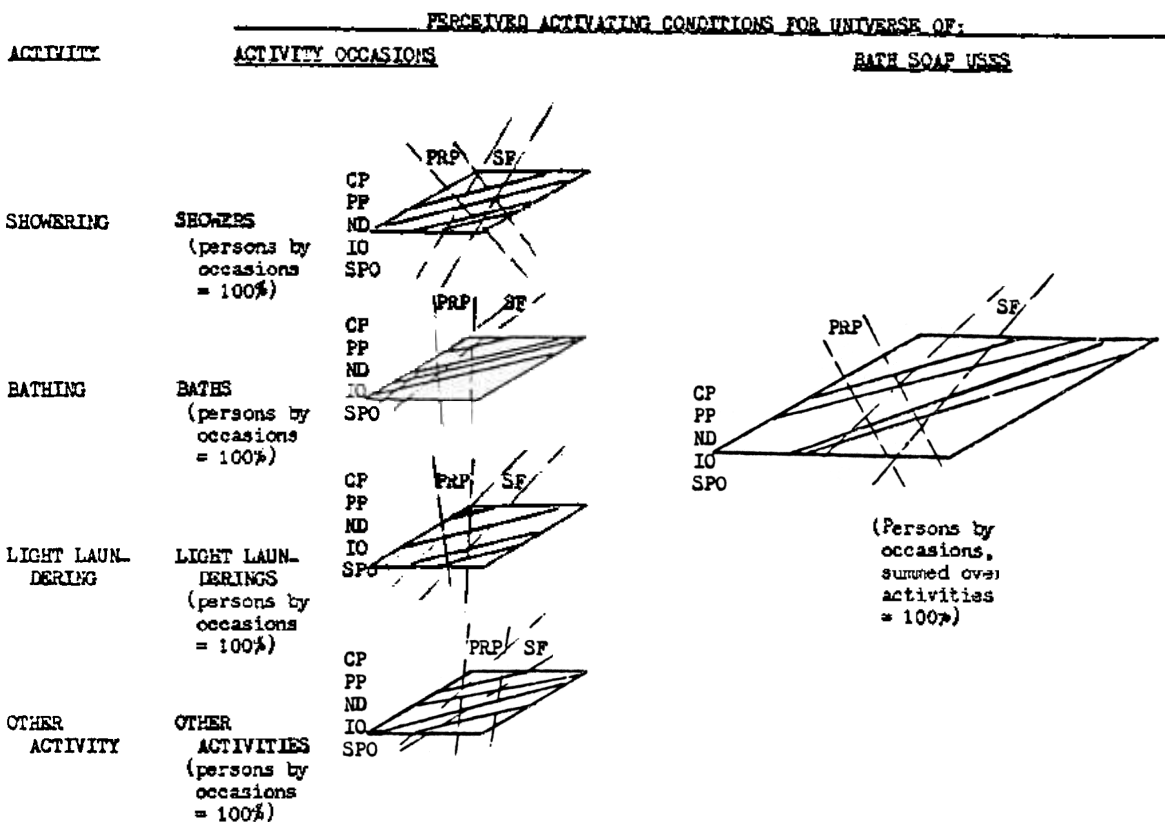 PERCEIVED ACTIVATING CONDITIONS FOR UNIVERSE OF:
ACTIVITY
ACTIVITY OCCASIONS
BATH SOAP USES
SHOWERING
SHOWERS
(persons by
occasions
= 100%)
PRP SF
CP
PP
ND
IO
SPO
BATHING
BATHS
(persons by
occasions
= 100%)
PRP SF
CP
PP
ND
IO
SPO
LIGHT LAUN-
DERING
LIGHT LAUN-
DERINGS
(persons by
occasions
= 100%)
PRP SF
CP
PP
ND
IO
SPO
OTHER
ACTIVITY
OTHER
ACTIVITIES
(persons by
occasions
= 100%)
PRP SF
CP
PP
ND
IO
SPO
PRP SF
CP
PP
ND
IO
SPO
(Persons by
occasions,
summed over
activities
= 100%)